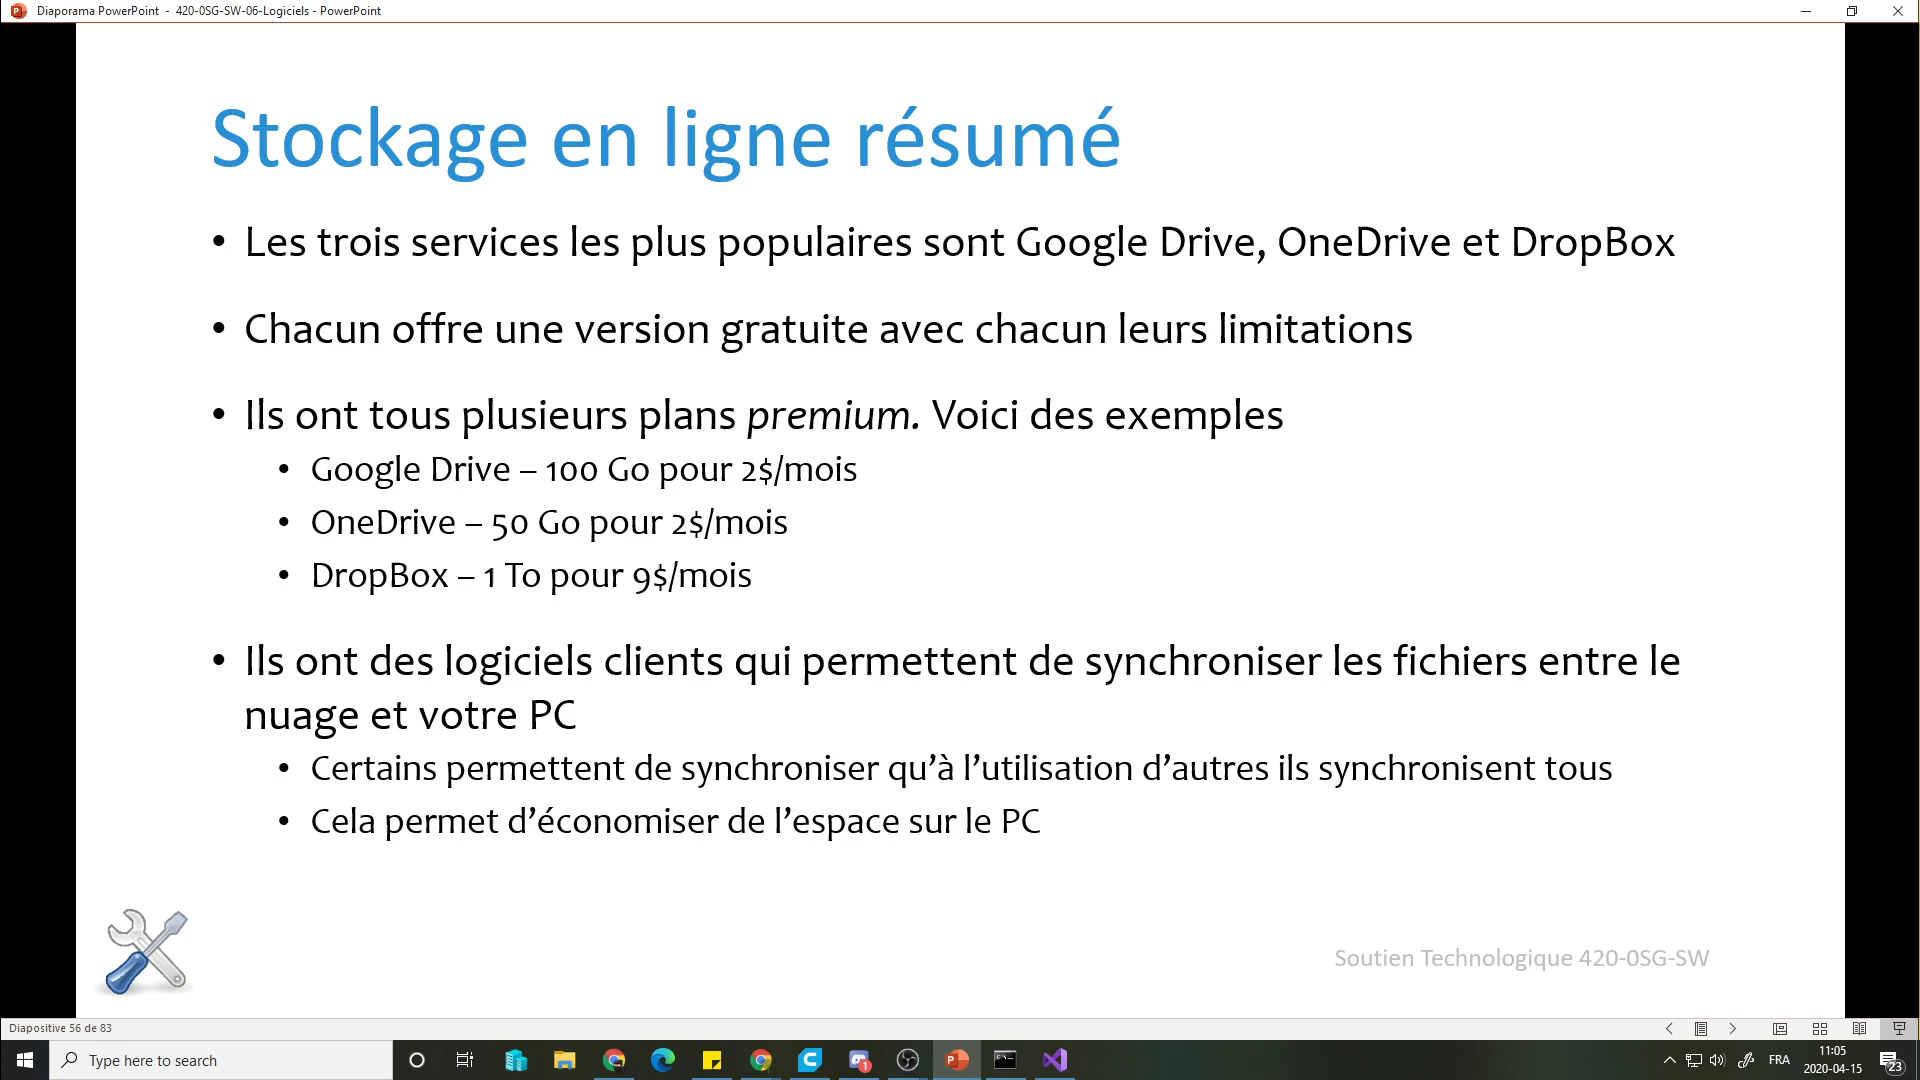 Diaporama PowerPoint - 420-0SG-SW-06-Logiciels - PowerPoint
Stockage en ligne résumé
• Les trois services les plus populaires sont Google Drive, OneDrive et DropBox
• Chacun offre une version gratuite avec chacun leurs limitations
• Ils ont tous plusieurs plans premium. Voici des exemples
• Google Drive – 100 Go pour 2$/mois
• OneDrive – 50 Go pour 2$/mois
• DropBox – 1 To pour 9$/mois
• Ils ont des logiciels clients qui permettent de synchroniser les fichiers entre le
nuage et votre PC
• Certains permettent de synchroniser qu’à l’utilisation d’autres ils synchronisent tous
• Cela permet d’économiser de l’espace sur le PC
Soutien Technologique 420-0SG-SW
Diapositive 56 de 83
Type here to search
1
FRA
11:05
2020-04-15
23